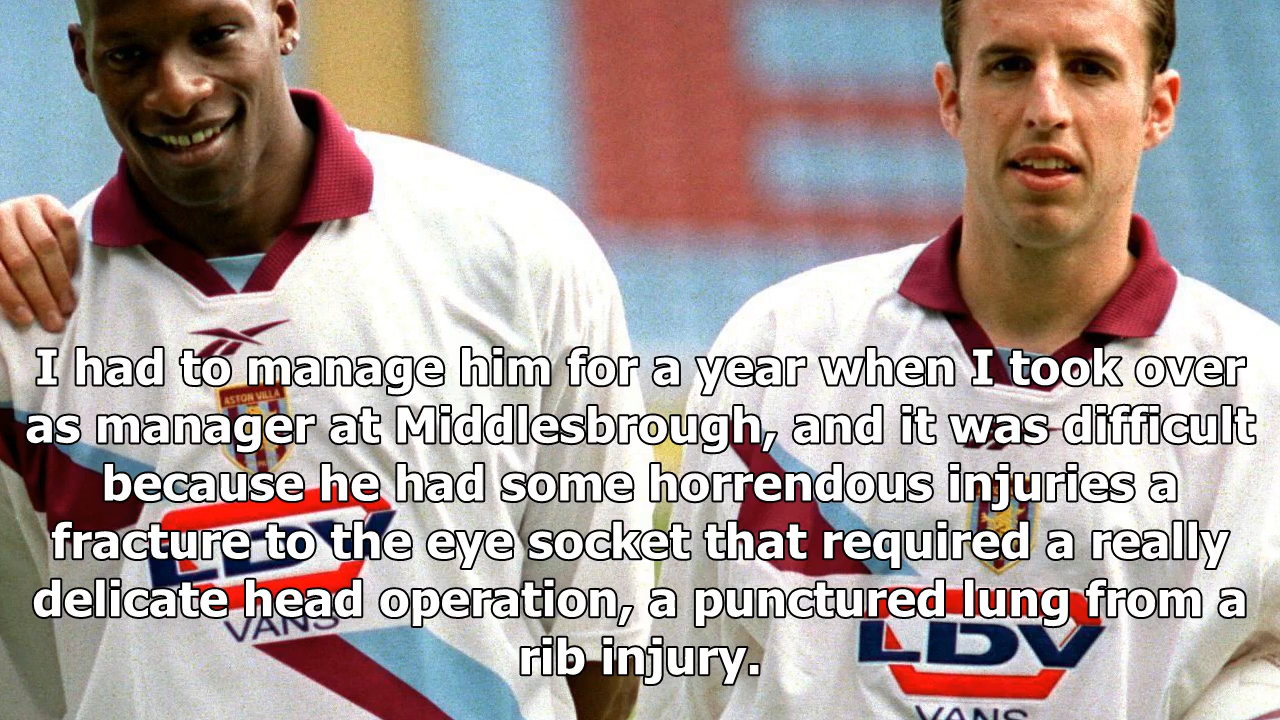 I had to manage him for a year when I took over
as manager at Middlesbrough, and it was difficult
because he had some horrendous injuries a
fracture to the eye socket that required a really
delicate head operation, a punctured lung from a
rib injury.
ASTON VILLA
LDV
VANS
LDV
VANS